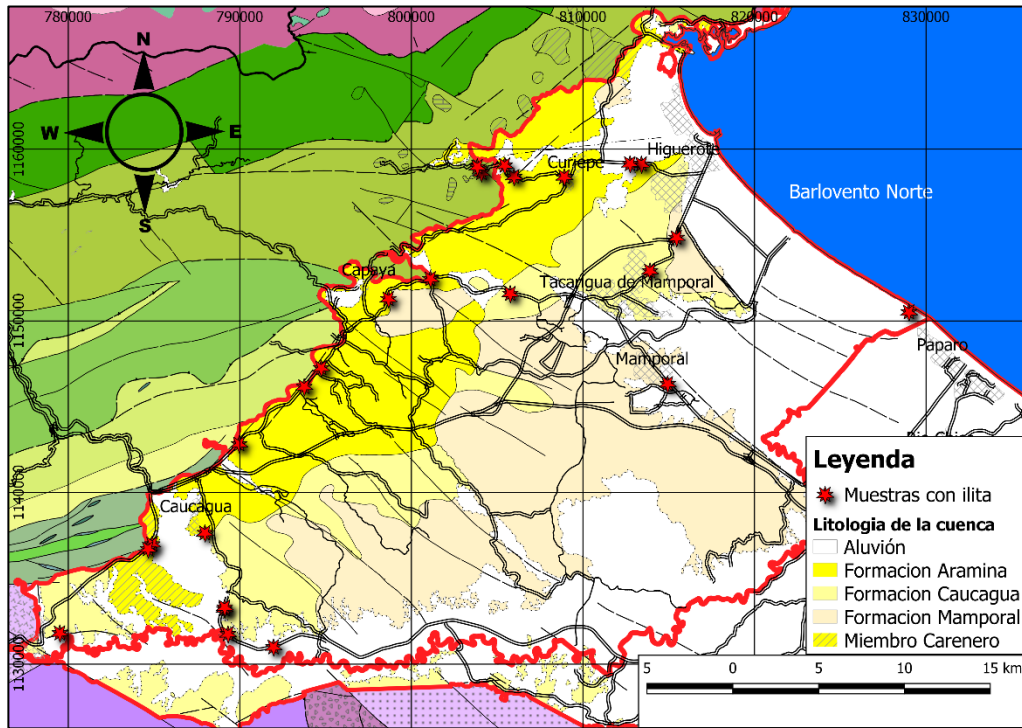 780000
790000
800000
810000
820000
830000
N
W
E
S
1160000
1150000
1140000
1130000
Curiepe
Higuerote
Barlovento Norte
Capaya
Tacarigua de Mamporal
Mamporal
Paparo
Caucagua
Leyenda
Muestras con ilita
Litologia de la cuenca
Aluvión
Formacion Aramina
Formacion Caucagua
Formacion Mamporal
Miembro Carenero
5 0 5 10 15 km